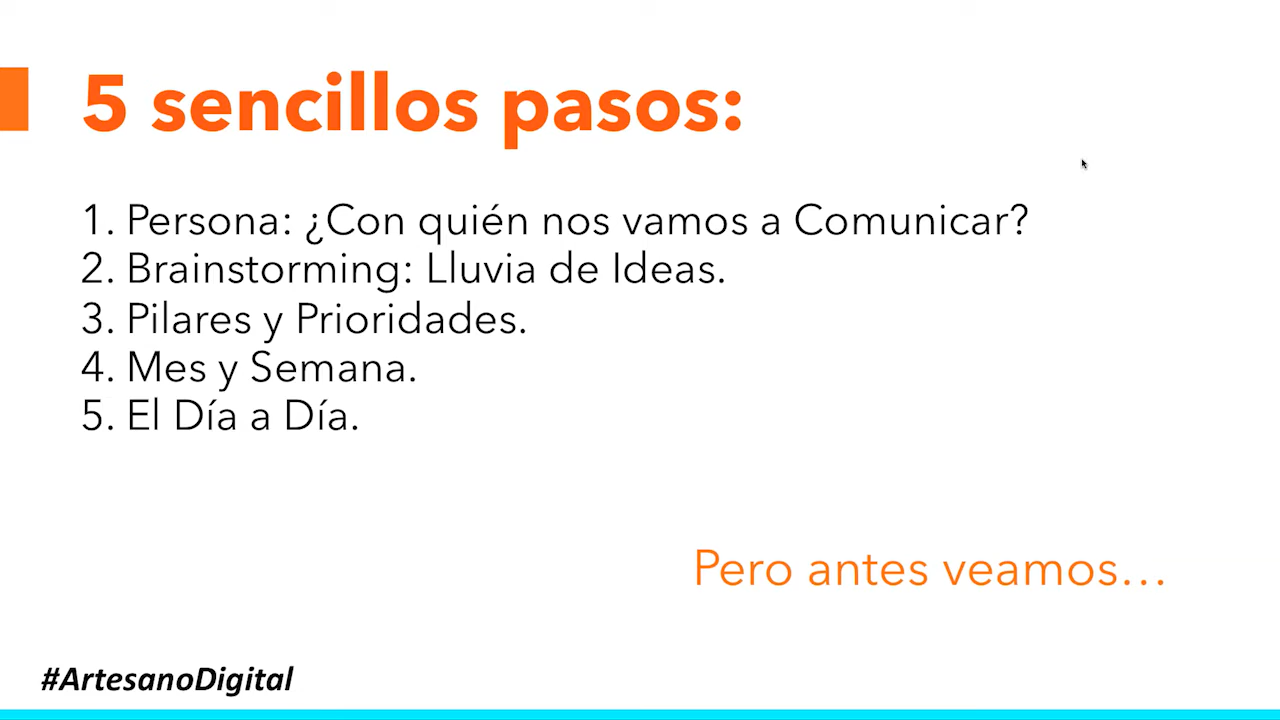 5 sencillos pasos:
1. Persona: ¿Con quién nos vamos a Comunicar?
2. Brainstorming: Lluvia de Ideas.
3. Pilares y Prioridades.
4. Mes y Semana.
5. El Día a Día.
Pero antes veamos…
#ArtesanoDigital